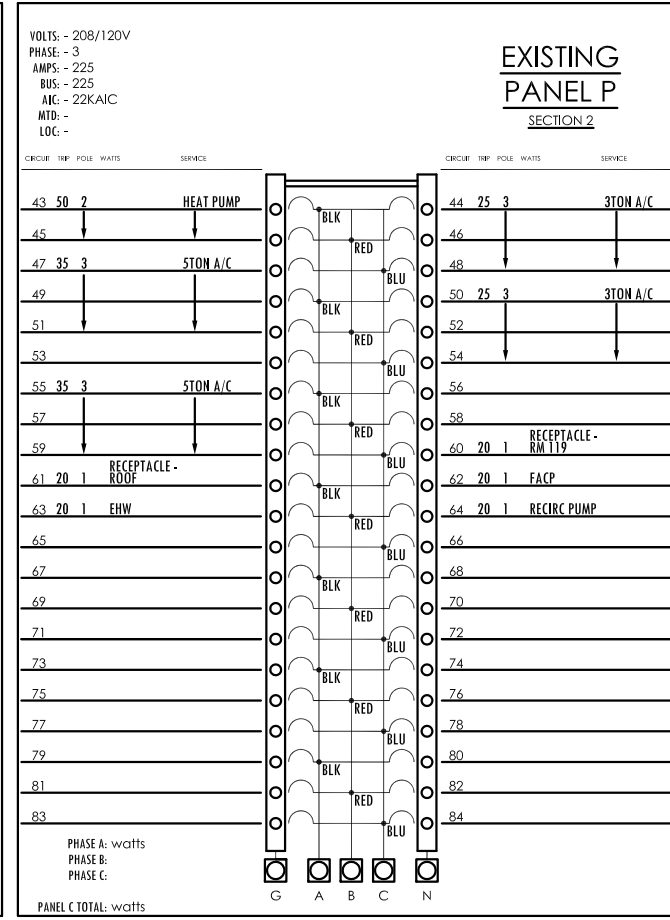 VOLTS: - 208/120V
PHASE: - 3
AMPS: - 225
BUS: - 225
AIC: - 22KAIC
MTD: -
LOC: -
EXISTING
PANEL P
SECTION 2
CIRCUIT TRIP POLE WATTS SERVICE CIRCUIT TRIP POLE WATTS SERVICE
43 50 2 HEAT PUMP BLK 44 25 3 3TON A/C
45 RED 46
47 35 3 5TON A/C BLU 48
49 BLK 50 25 3 3TON A/C
51 RED 52
53 BLU 54
55 35 3 5TON A/C BLK 56
57 RED 58
59 BLU 60 20 1 RECEPTACLE -
RM 119
61 20 1 RECEPTACLE -
ROOF BLK 62 20 1 FACP
63 20 1 EHW RED 64 20 1 RECIRC PUMP
65 BLU 66
67 BLK 68
69 RED 70
71 BLU 72
73 BLK 74
75 RED 76
77 BLU 78
79 BLK 80
81 RED 82
83 BLU 84
PHASE A: watts
PHASE B:
PHASE C:
G A B C N
PANEL C TOTAL: watts